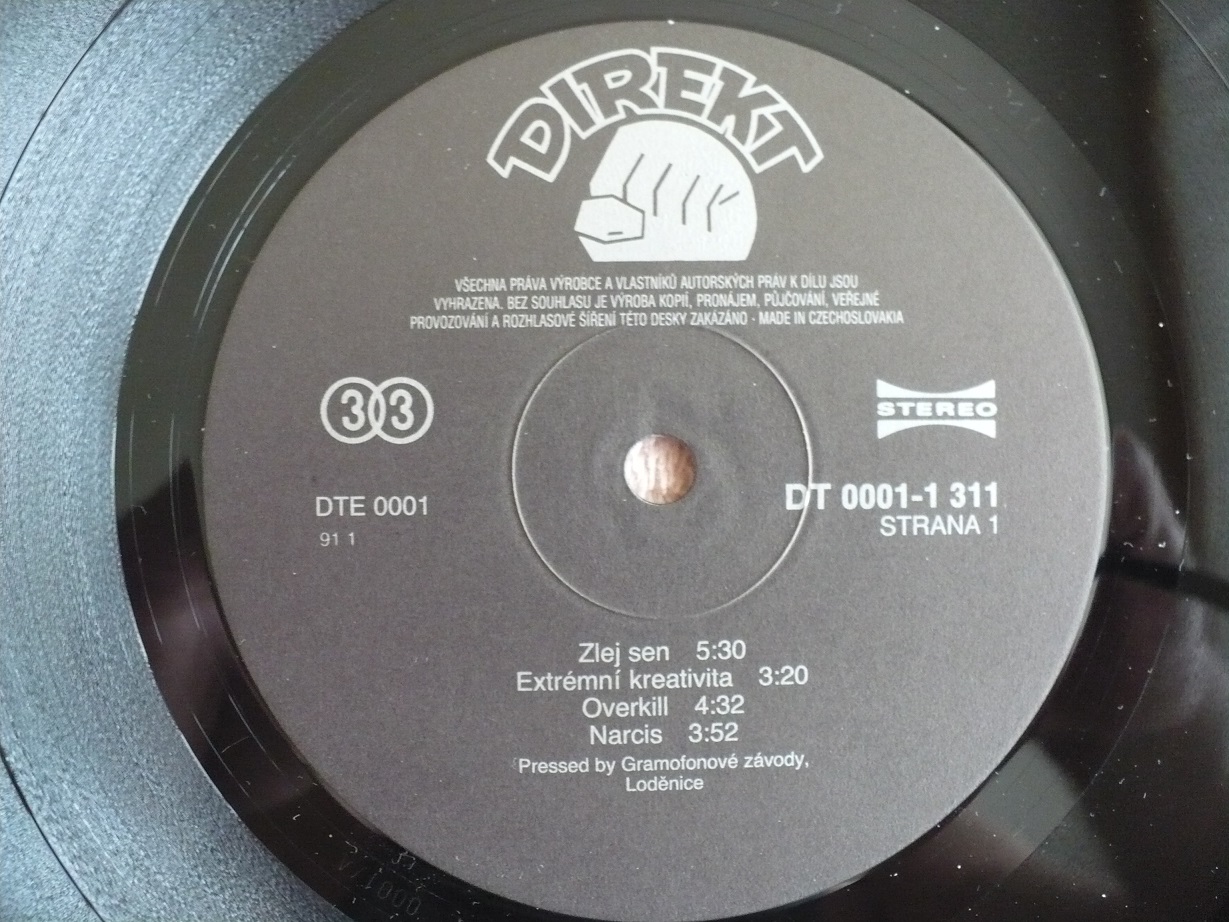 DIREKT
VŠECHNA PRÁVA VÝROBCE A VLASTNÍKŮ AUTORSKÝCH PRÁV K DÍLU JSOU
VYHRAZENA. BEZ SOUHLASU JE VÝROBA KOPIÍ, PRONÁJEM, PŮJČOVÁNÍ, VEŘEJNÉ
PROVOZOVÁNÍ A ROZHLASOVÉ ŠÍŘENÍ TÉTO DESKY ZAKÁZÁNO · MADE IN CZECHOSLOVAKIA
33
STEREO
DTE 0001
DT 0001-1 311
91 1
STRANA 1
Zlej sen 5:30
Extrémní kreativita 3:20
Overkill 4:32
Narcis 3:52
Pressed by Gramofonové závody,
Loděnice